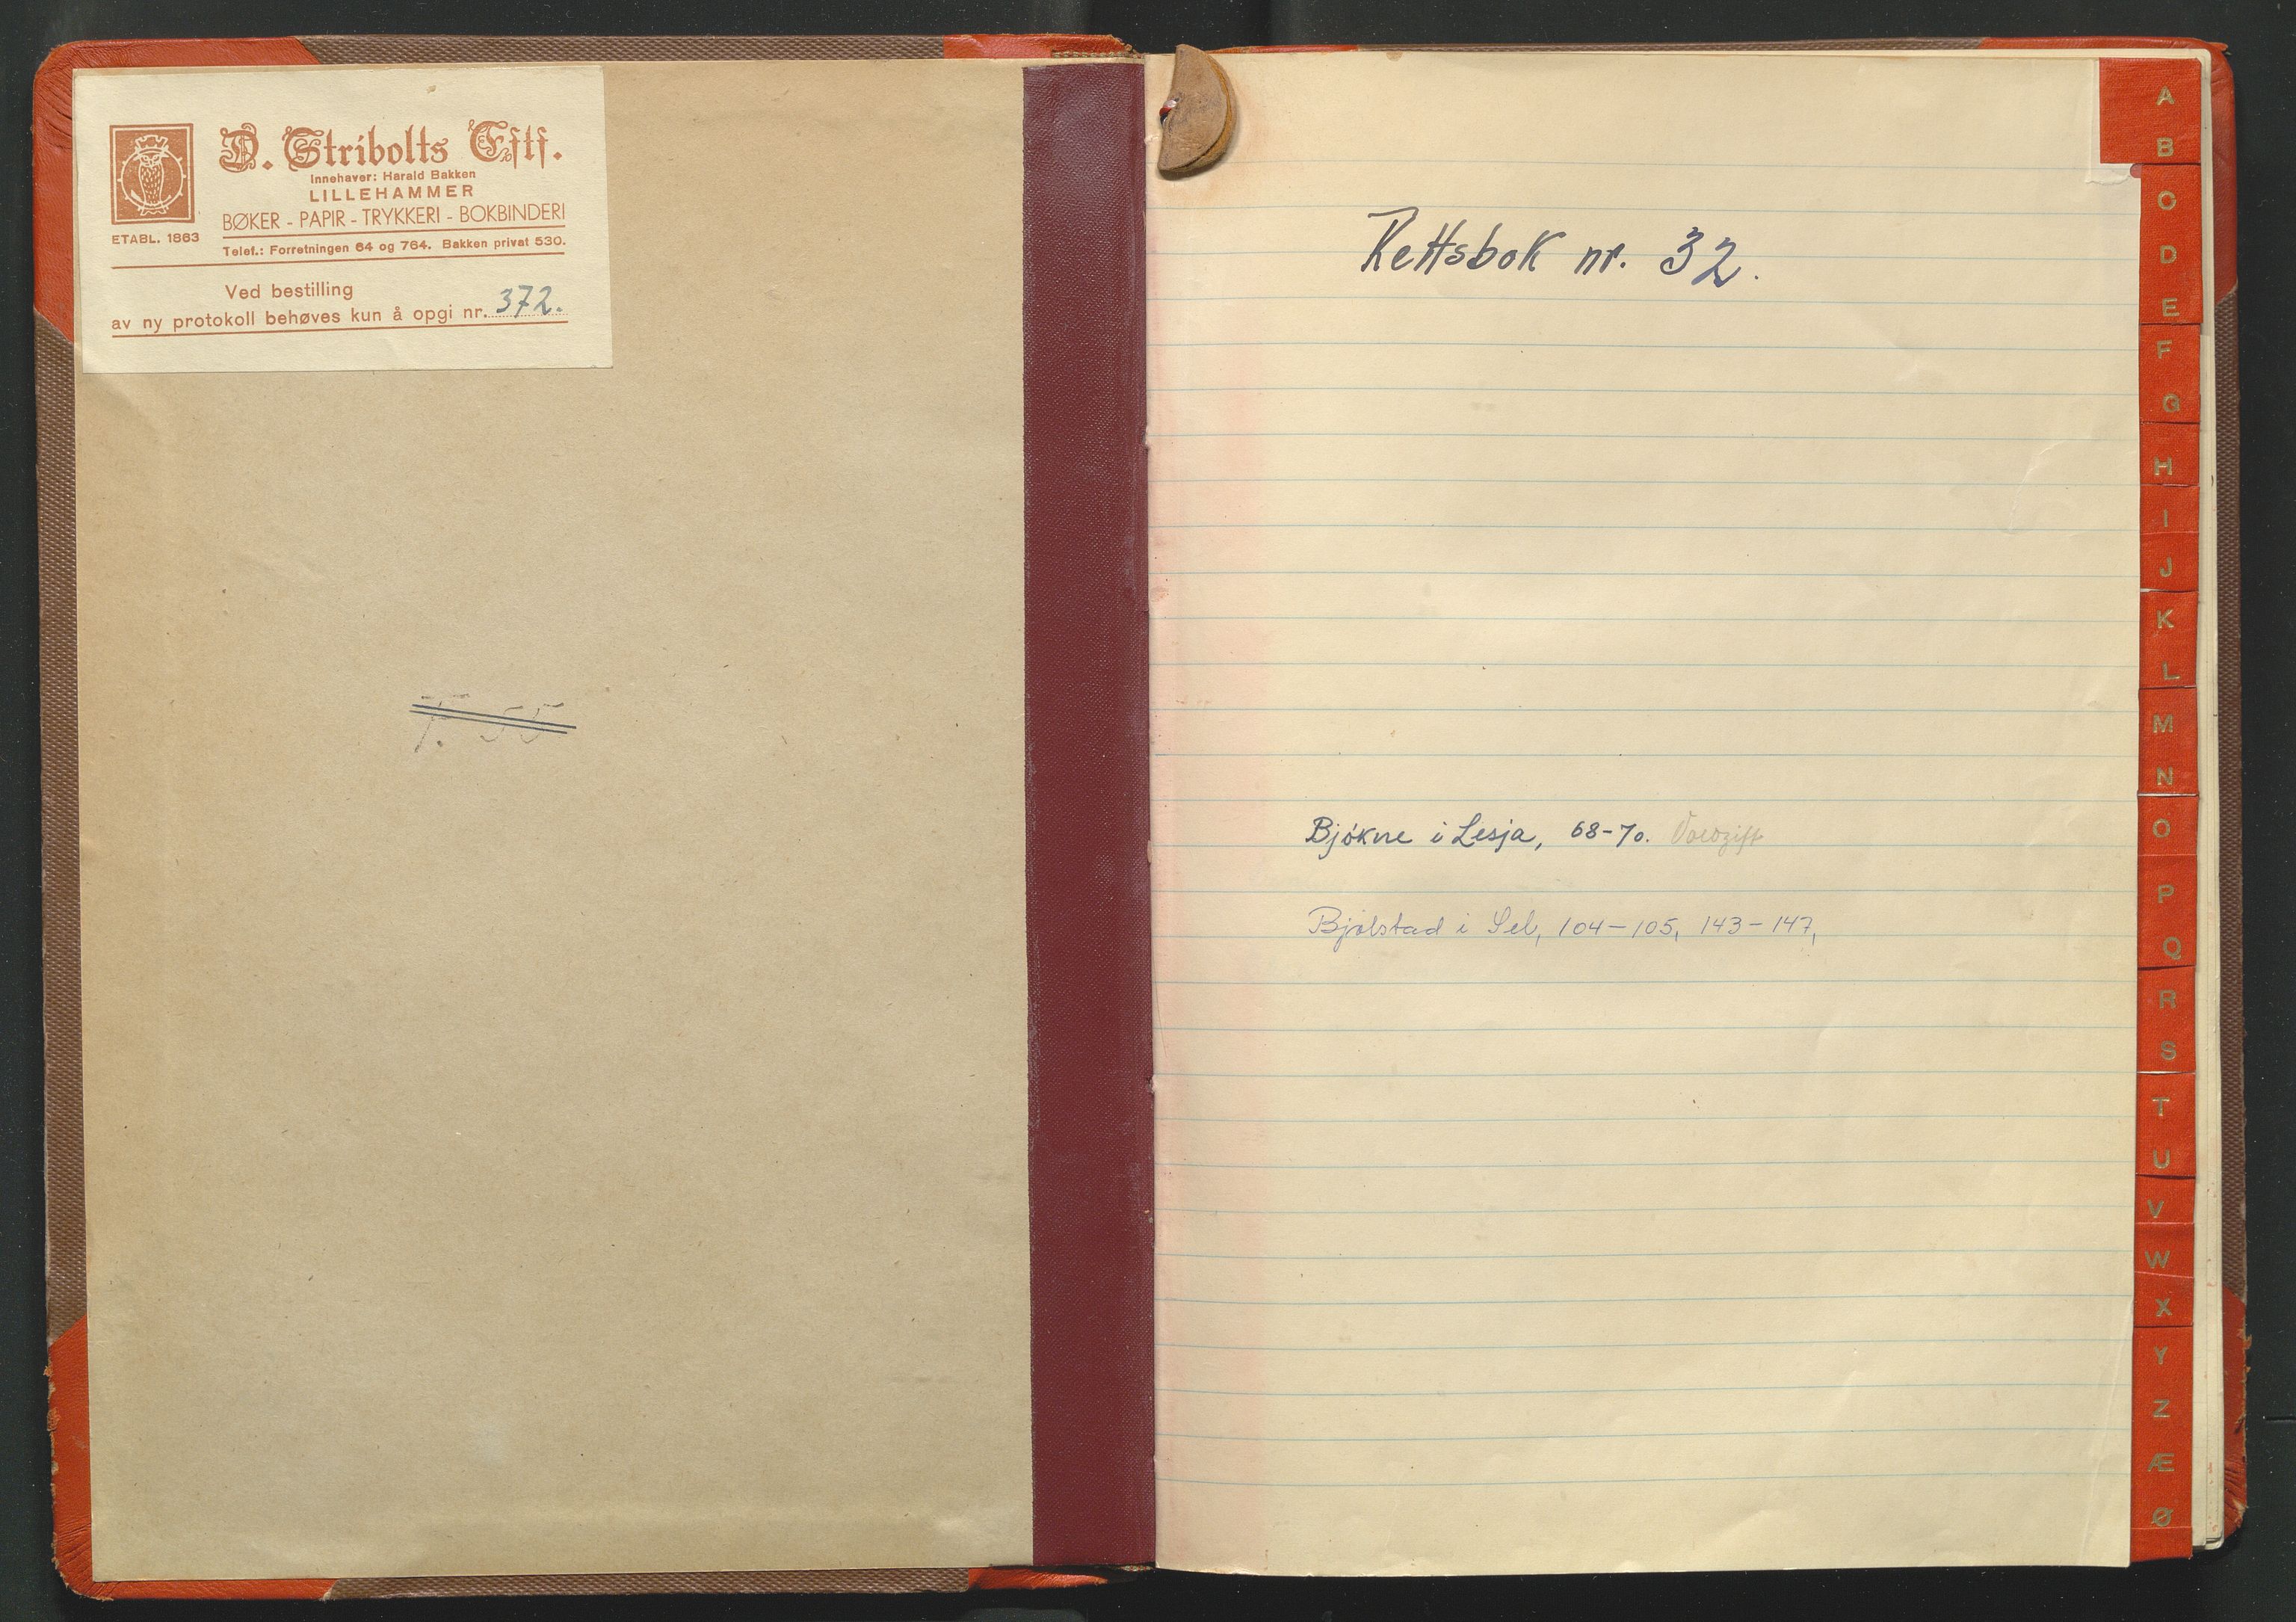 D. Stribolts Eftf.
Innehaver: Harald Bakken
LILLEHAMMER
BØKER - PAPIR - TRYKKERI - BOKBINDERI
ETABL. 1863
Telef.: Forretningen 64 og 764. Bakken privat 530.
Ved bestilling
av ny protokoll behøves kun å opgi nr. 372.
55
Rettsbok nr. 32.
Bjøkne i Lesja, 68-70.
Bjølstad i Sel, 104-105, 143-147,
A
B
C
D
E
F
G
H
I
J
K
L
M
N
O
P
Q
R
S
T
U
V
W
X
Y
Z
Æ
Ø